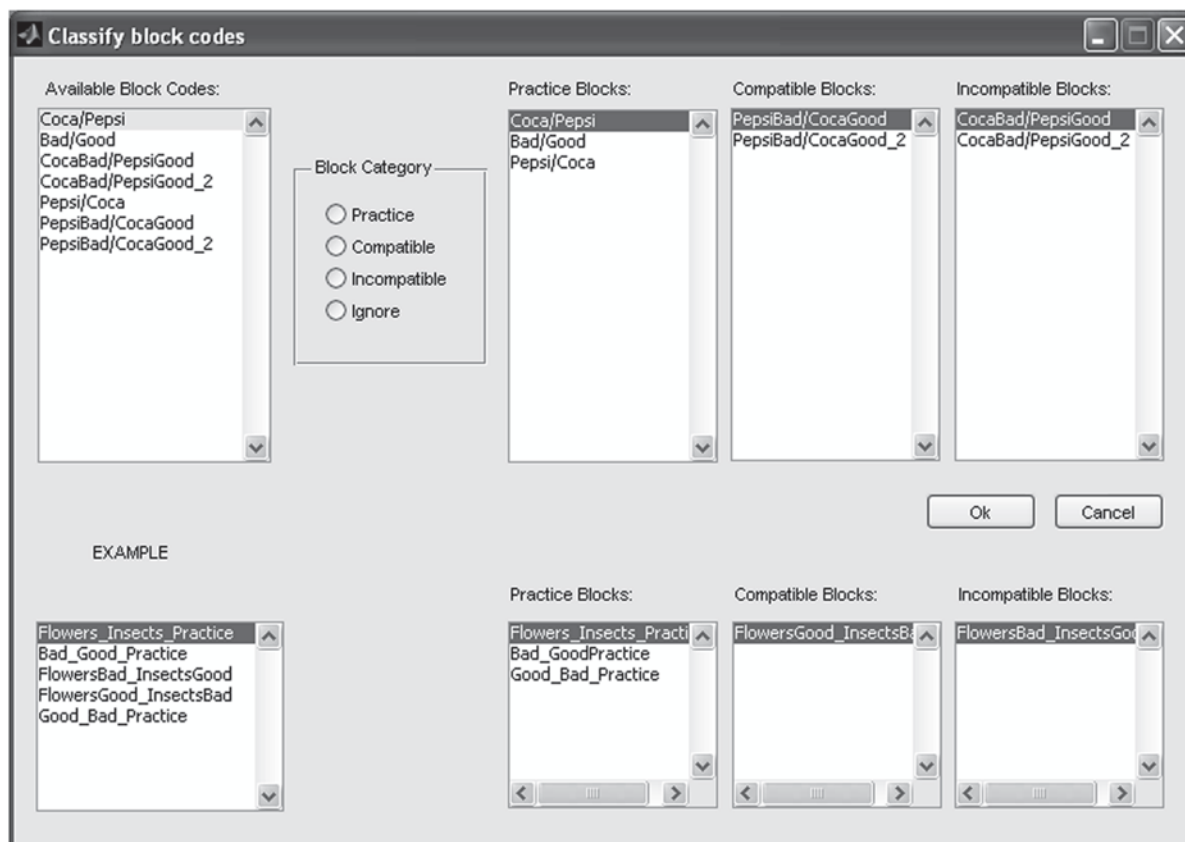 Classify block codes
Available Block Codes:
Coca/Pepsi
Bad/Good
CocaBad/PepsiGood
CocaBad/PepsiGood_2
Pepsi/Coca
PepsiBad/CocaGood
PepsiBad/CocaGood_2
Block Category
Practice
Compatible
Incompatible
Ignore
Practice Blocks:
Coca/Pepsi
Bad/Good
Pepsi/Coca
Compatible Blocks:
PepsiBad/CocaGood
PepsiBad/CocaGood_2
Incompatible Blocks:
CocaBad/PepsiGood
CocaBad/PepsiGood_2
Ok
Cancel
EXAMPLE
Flowers_Insects_Practice
Bad_Good_Practice
FlowersBad_InsectsGood
FlowersGood_InsectsBad
Good_Bad_Practice
Practice Blocks:
Flowers_Insects_Practi
Bad_GoodPractice
Good_Bad_Practice
Compatible Blocks:
FlowersGood_InsectsBa
Incompatible Blocks:
FlowersBad_InsectsGoo